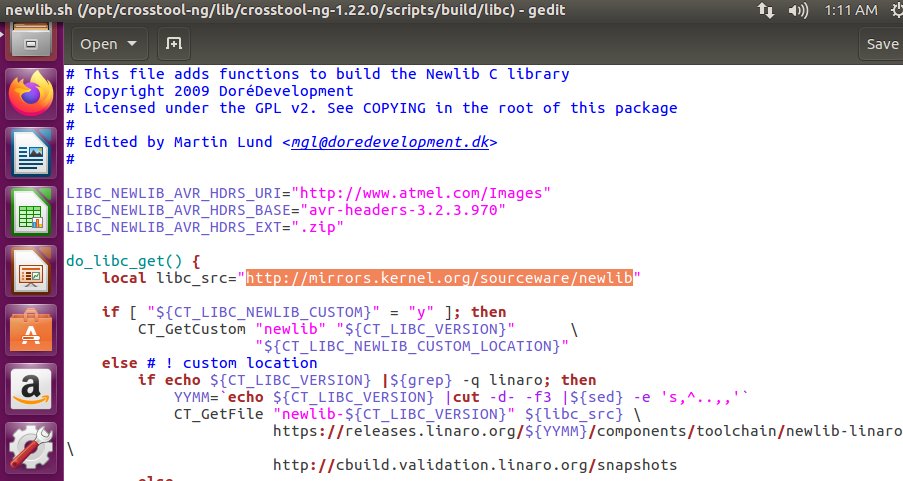 newlib.sh (/opt/crosstool-ng/lib/crosstool-ng-1.22.0/scripts/build/libc) - gedit
1:11 AM
Open
Save
# This file adds functions to build the Newlib C library
# Copyright 2009 DoréDevelopment
# Licensed under the GPL v2. See COPYING in the root of this package
#
# Edited by Martin Lund <mgl@doredevelopment.dk>
#
LIBC_NEWLIB_AVR_HDRS_URI="http://www.atmel.com/Images"
LIBC_NEWLIB_AVR_HDRS_BASE="avr-headers-3.2.3.970"
LIBC_NEWLIB_AVR_HDRS_EXT=".zip"
do_libc_get() {
    local libc_src="http://mirrors.kernel.org/sourceware/newlib"
    if [ "${CT_LIBC_NEWLIB_CUSTOM}" = "y" ]; then
        CT_GetCustom "newlib" "${CT_LIBC_VERSION}"      \
                     "${CT_LIBC_NEWLIB_CUSTOM_LOCATION}"
    else # ! custom location
        if echo ${CT_LIBC_VERSION} |${grep} -q linaro; then
            YYMM=`echo ${CT_LIBC_VERSION} |cut -d- -f3 |${sed} -e 's,^..,,'`
            CT_GetFile "newlib-${CT_LIBC_VERSION}" ${libc_src} \
                       https://releases.linaro.org/${YYMM}/components/toolchain/newlib-linaro
\
                       http://cbuild.validation.linaro.org/snapshots
        else